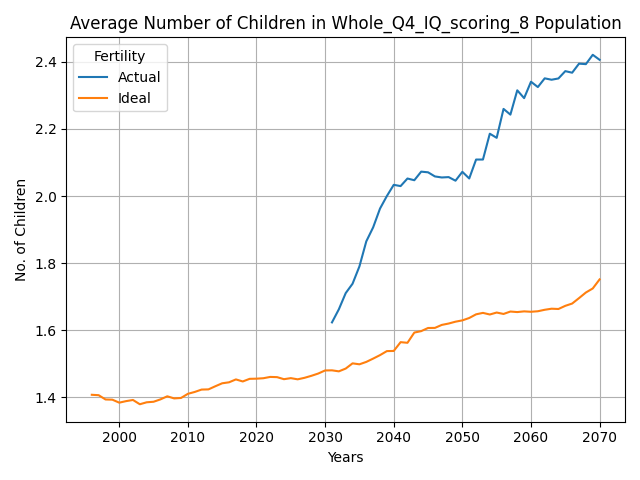 Average Number of Children in Whole_Q4_IQ_scoring_8 Population
Fertility
Actual
Ideal
No. of Children
2.4
2.2
2.0
1.8
1.6
1.4
2000
2010
2020
2030
2040
2050
2060
2070
Years